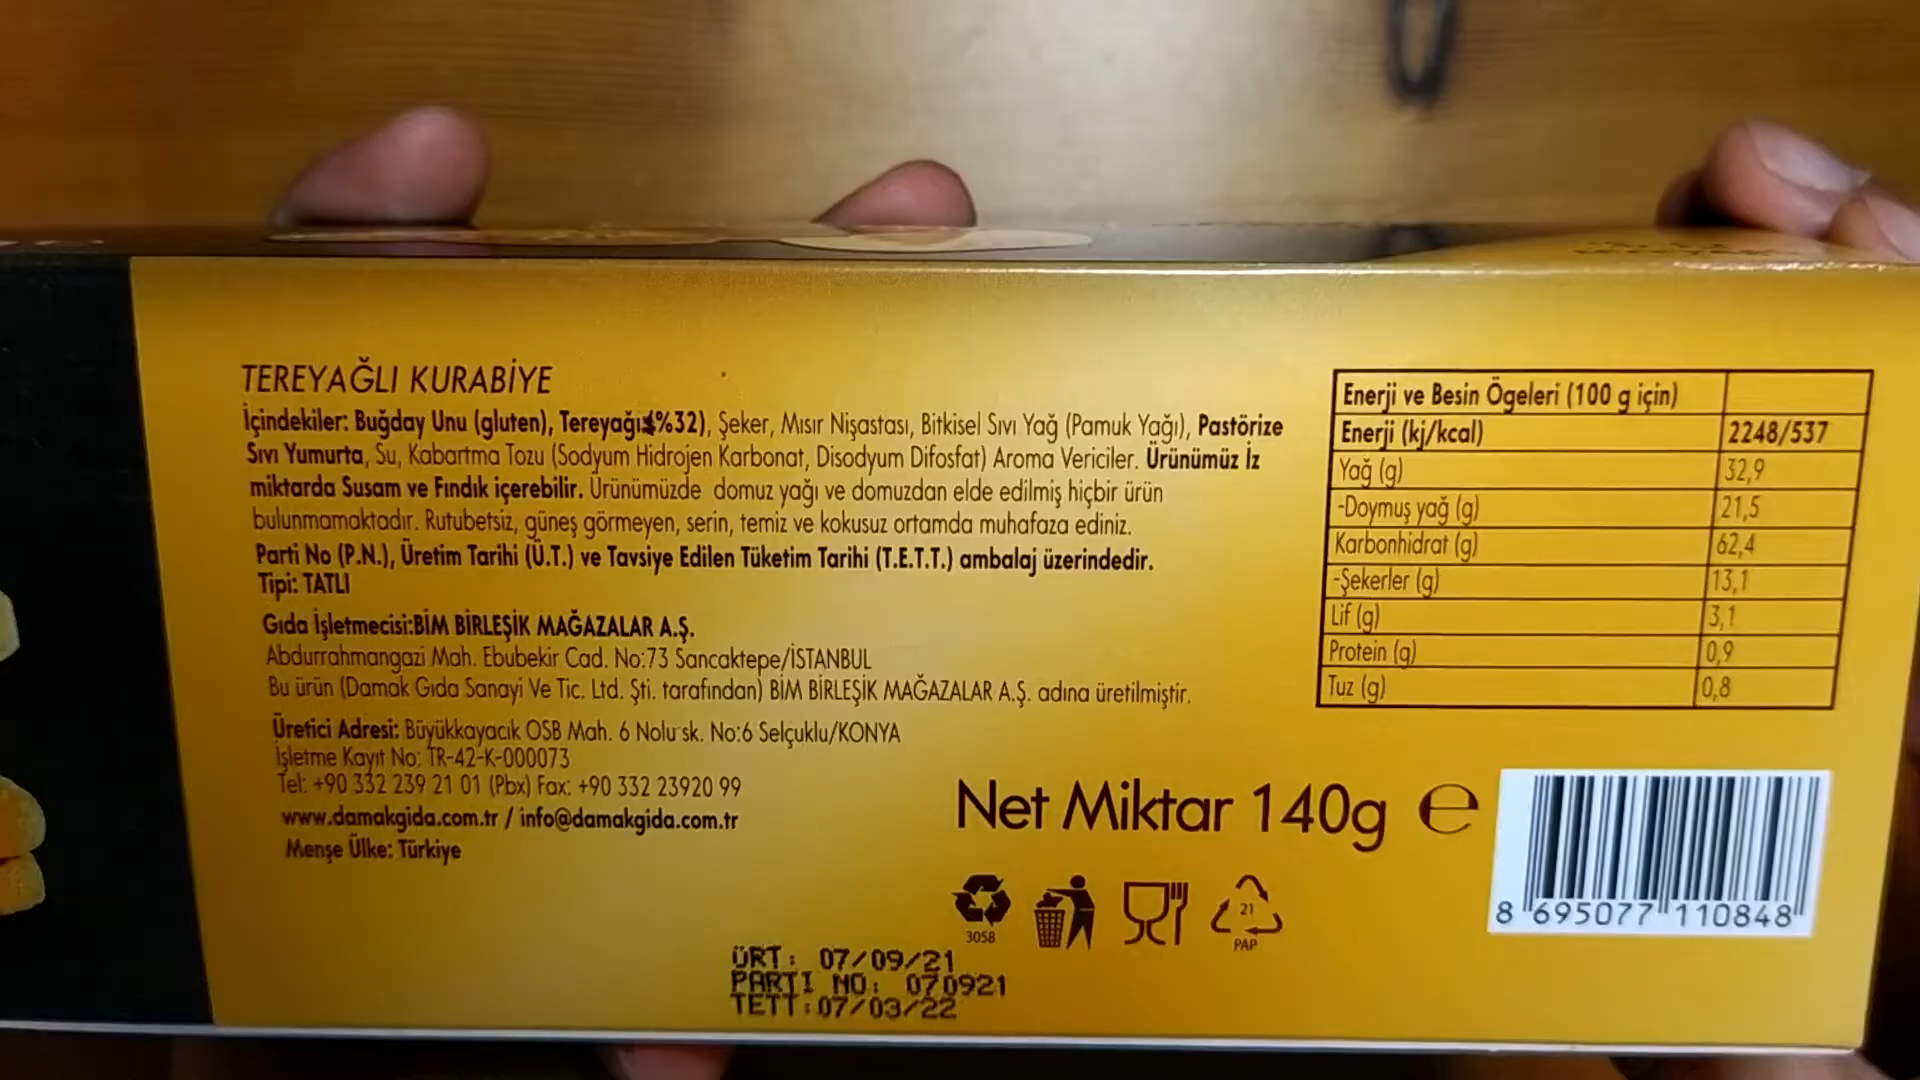 TEREYAĞLI KURABİYE
İçindekiler: Buğday Unu (gluten), Tereyağı(%32), Şeker, Mısır Nişastası, Bitkisel Sıvı Yağ (Pamuk Yağı), Pastörize
Sıvı Yumurta, Su, Kabartma Tozu (Sodyum Hidrojen Karbonat, Disodyum Difosfat) Aroma Vericiler. Ürünümüz İz
miktarda Susam ve Fındık içerebilir. Ürünümüzde domuz yağı ve domuzdan elde edilmiş hiçbir ürün
bulunmamaktadır. Rutubetsiz, güneş görmeyen, serin, temiz ve kokusuz ortamda muhafaza ediniz.
Parti No (P.N.), Üretim Tarihi (Ü.T.) ve Tavsiye Edilen Tüketim Tarihi (T.E.T.T.) ambalaj üzerindedir.
Tipi: TATLI
Gıda İşletmecisi:BİM BİRLEŞİK MAĞAZALAR A.Ş.
Abdurrahmangazi Mah. Ebubekir Cad. No:73 Sancaktepe/İSTANBUL
Bu ürün (Damak Gıda Sanayi Ve Tic. Ltd. Şti. tarafından) BİM BİRLEŞİK MAĞAZALAR A.Ş. adına üretilmiştir.
Üretici Adresi: Büyükkayacık OSB Mah. 6 Nolu sk. No:6 Selçuklu/KONYA
İşletme Kayıt No: TR-42-K-000073
Tel: +90 332 239 21 01 (Pbx) Fax: +90 332 23920 99
www.damakgida.com.tr / info@damakgida.com.tr
Menşe Ülke: Türkiye
Enerji ve Besin Ögeleri (100 g için)
Enerji (kj/kcal) 2248/537
Yağ (g) 32,9
-Doymuş yağ (g) 21,5
Karbonhidrat (g) 62,4
-Şekerler (g) 13,1
Lif (g) 3,1
Protein (g) 0,9
Tuz (g) 0,8
Net Miktar 140g e
3058
21
PAP
8 695077 110848
ÜRT: 07/09/21
PARTI NO: 070921
TETT:07/03/22